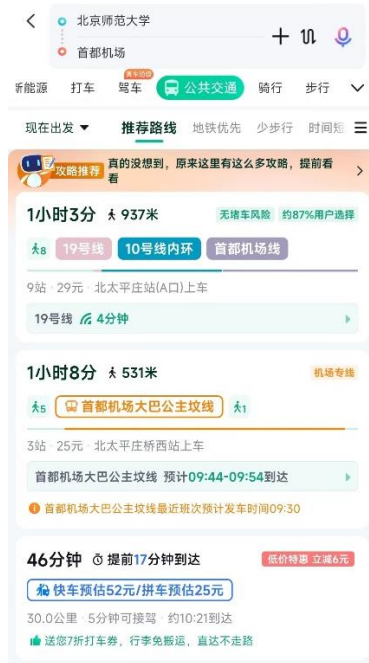 北京师范大学
首都机场
新能源 打车 驾车 公共交通 骑行 步行
现在出发 推荐路线 地铁优先 少步行 时间短
攻略推荐 真的没想到，原来这里有这么多攻略，提前看
看
1小时3分 937米 无堵车风险 约87%用户选择
8 19号线 10号线内环 首都机场线
9站·29元·北太平庄站(A口)上车
19号线 4分钟
1小时8分 531米 机场专线
5 首都机场大巴公主坟线 1
3站·25元·北太平庄桥西站上车
首都机场大巴公主坟线 预计09:44-09:54到达
首都机场大巴公主坟线最近班次预计发车时间09:30
46分钟 提前17分钟到达 低价特惠 立减6元
快车预估52元/拼车预估25元
30.0公里·5分钟可接驾·约10:21到达
送您7折打车券，行李免搬运，直达不走路